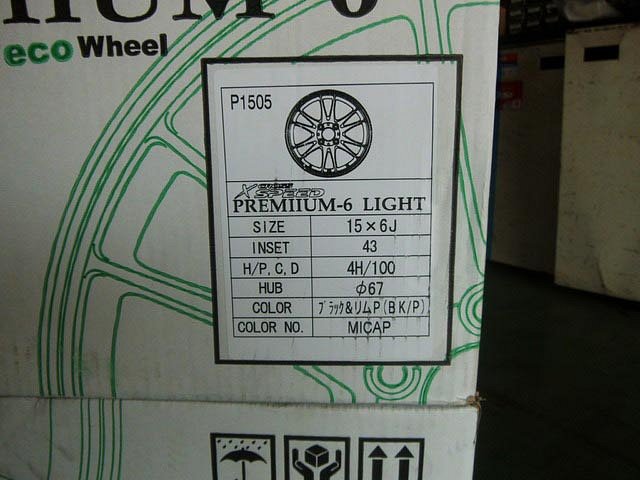 IIUM-6
eco Wheel
P1505
X SPEED
PREMIIUM-6 LIGHT
SIZE 15×6J
INSET 43
H/P,C,D 4H/100
HUB φ67
COLOR ブラック&リムP(BK/P)
COLOR NO. MICAP